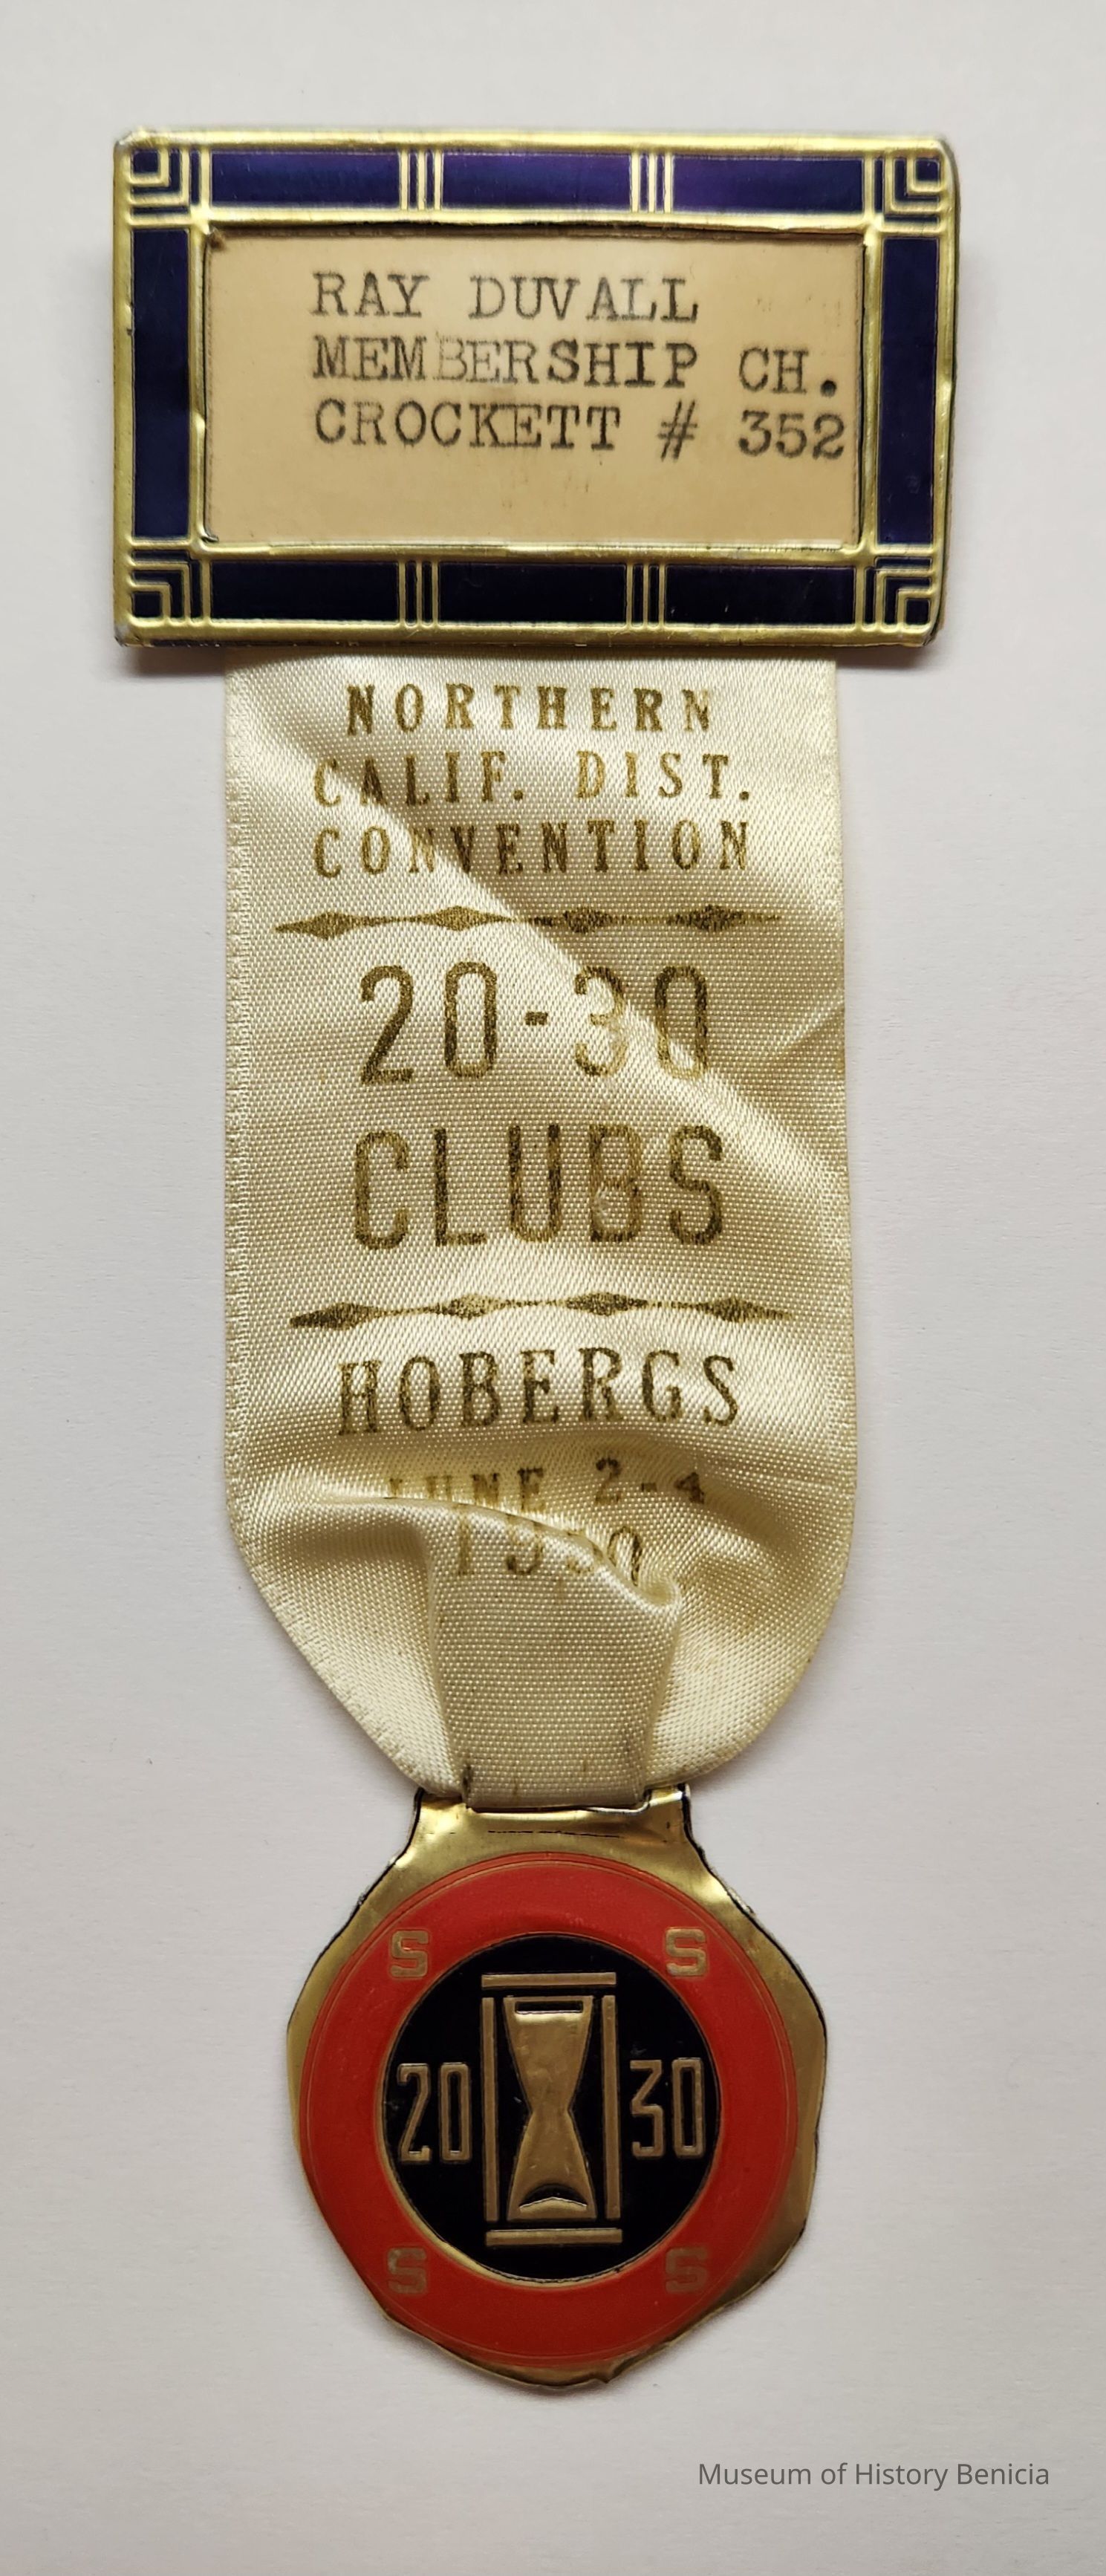 RAY DUVALL
MEMBERSHIP CH.
CROCKETT # 352
NORTHERN
CALIF. DIST.
CONVENTION
20-30
CLUBS
HOBERGS
JUNE 2-4
1950
S S
20 30
S S
Museum of History Benicia